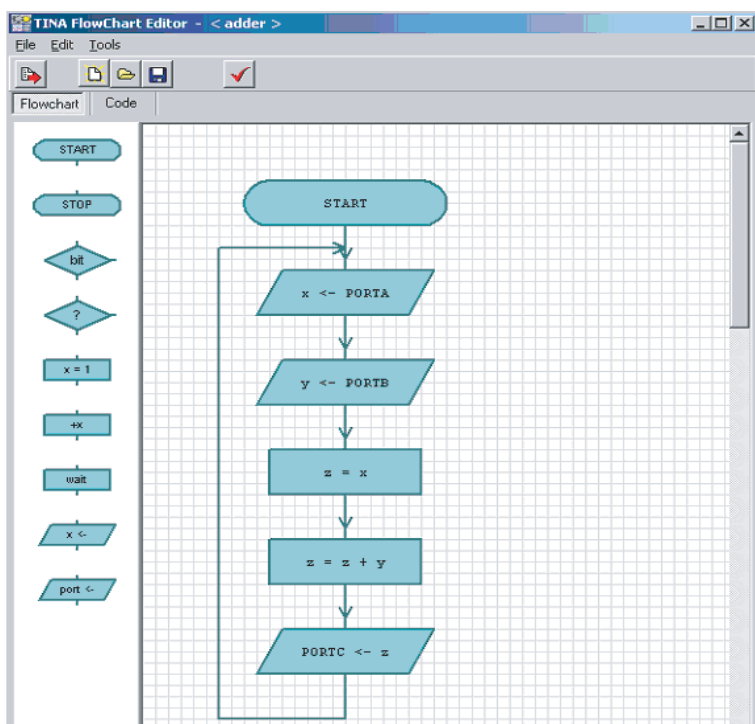 TINA FlowChart Editor - < adder >
File Edit Tools
Flowchart Code
START
STOP
bit
?
x = 1
+x
wait
x <-
port <-
START
x <- PORTA
y <- PORTB
z = x
z = z + y
PORTC <- z